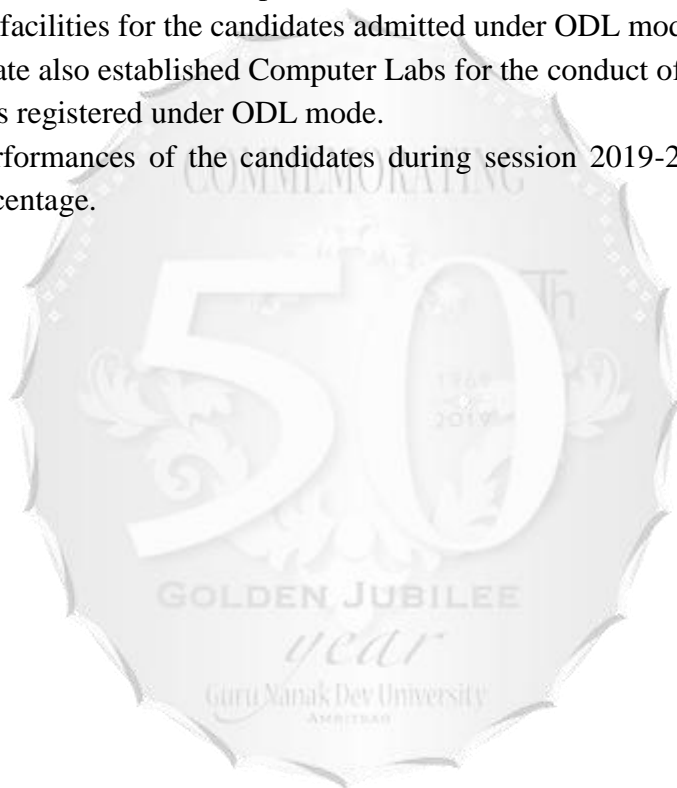 facilities for the candidates admitted under ODL mod
ate also established Computer Labs for the conduct of
s registered under ODL mode.
rformances of the candidates during session 2019-2
centage.
COMMEMORATING
50
Th
1969
2019
GOLDEN JUBILEE
year
Guru Nanak Dev University
AMRITSAR